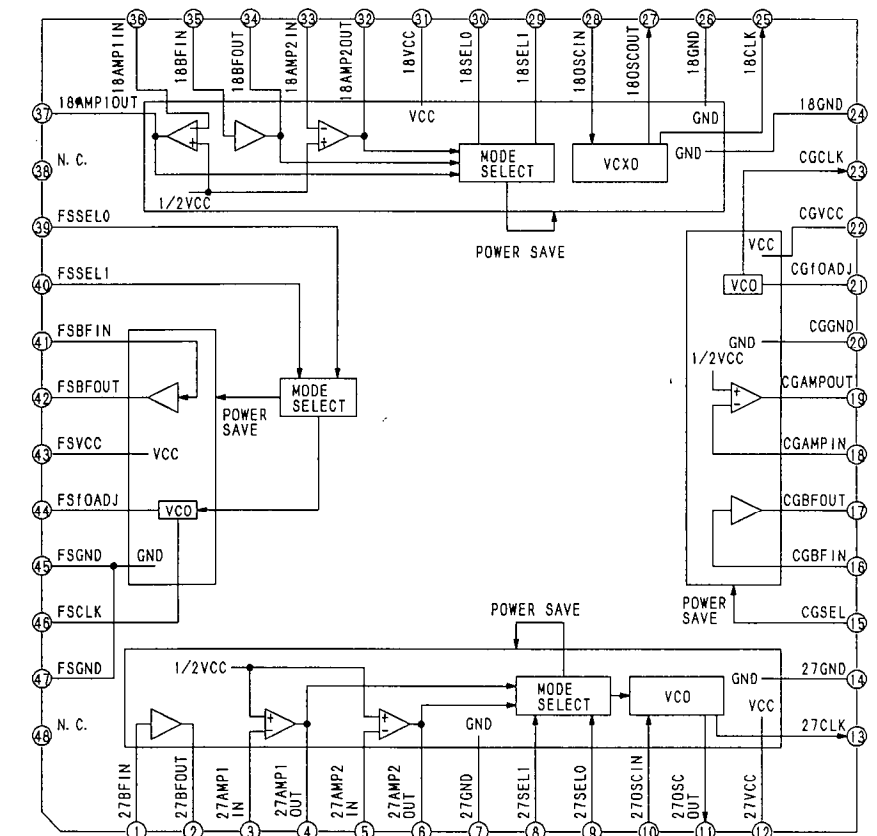 36 35 34 33 32 31 30 29 28 27 26 25
18AMP1IN
18BFIN
18BFOUT
18AMP2IN
18AMP2OUT
18VCC
18SEL0
18SEL1
18OSCIN
18OSCOUT
18GND
18CLK
37 18AMP1OUT
VCC
GND
18GND 24
38 N.C.
- +
- +
MODE SELECT
VCXO
GND
CGCLK 23
1/2VCC
39 FSSEL0
POWER SAVE
CGVCC 22
VCC
40 FSSEL1
VCO
CGf0ADJ 21
41 FSBFIN
GND
CGGND 20
1/2VCC
42 FSBFOUT
MODE SELECT
POWER SAVE
+ -
CGAMPOUT 19
43 FSVCC
VCC
CGAMPIN 18
44 FSf0ADJ
VCO
CGBFOUT 17
45 FSGND
GND
CGBFIN 16
46 FSCLK
POWER SAVE
POWER SAVE
CGSEL 15
47 FSGND
1/2VCC
MODE SELECT
VCO
GND
27GND 14
VCC
48 N.C.
+ -
+ -
GND
27CLK 13
27BFIN
27BFOUT
27AMP1 IN
27AMP1 OUT
27AMP2 IN
27AMP2 OUT
27GND
27SEL1
27SEL0
27OSCIN
27OSC OUT
27VCC
1 2 3 4 5 6 7 8 9 10 11 12